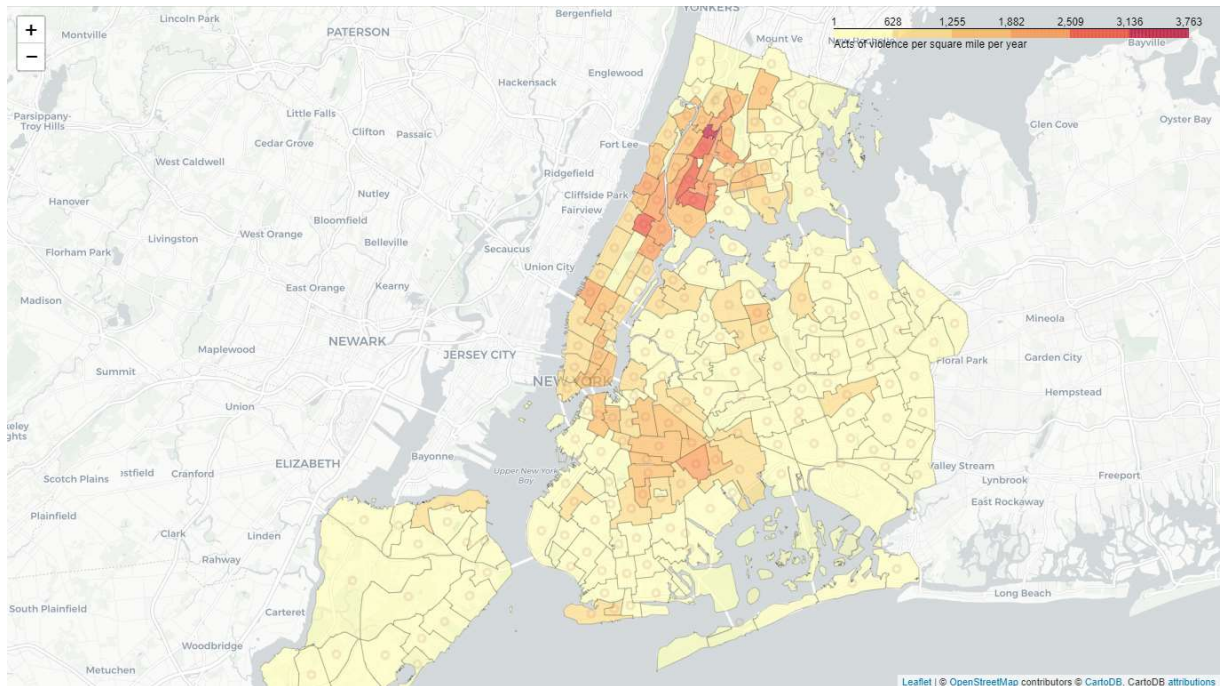 +
−
Lincoln Park
Montville
PATERSON
Bergenfield
YONKERS
Mount Ve
1 628 1,255 1,882 2,509 3,136 3,763
Acts of violence per square mile per year
Bayville
Hackensack
Englewood
Parsippany-
Troy Hills
Little Falls
Clifton
Passaic
Cedar Grove
Fort Lee
Glen Cove
Oyster Bay
West Caldwell
Ridgefield
Hanover
Nutley
Cliffside Park
Fairview
Bloomfield
Livingston
West Orange
Belleville
Secaucus
Florham Park
Union City
Madison
East Orange
Kearny
Mineola
Maplewood
NEWARK
JERSEY CITY
Floral Park
Garden City
Summit
NEW YORK
Hempstead
Union
keley
ghts
ELIZABETH
Bayonne
Upper New York
Bay
Valley Stream
Lynbrook
Freeport
East Rockaway
Scotch Plains
estfield
Cranford
Plainfield
Clark
Linden
Rahway
South Plainfield
Carteret
Long Beach
Woodbridge
Metuchen
Leaflet | © OpenStreetMap contributors © CartoDB, CartoDB attributions